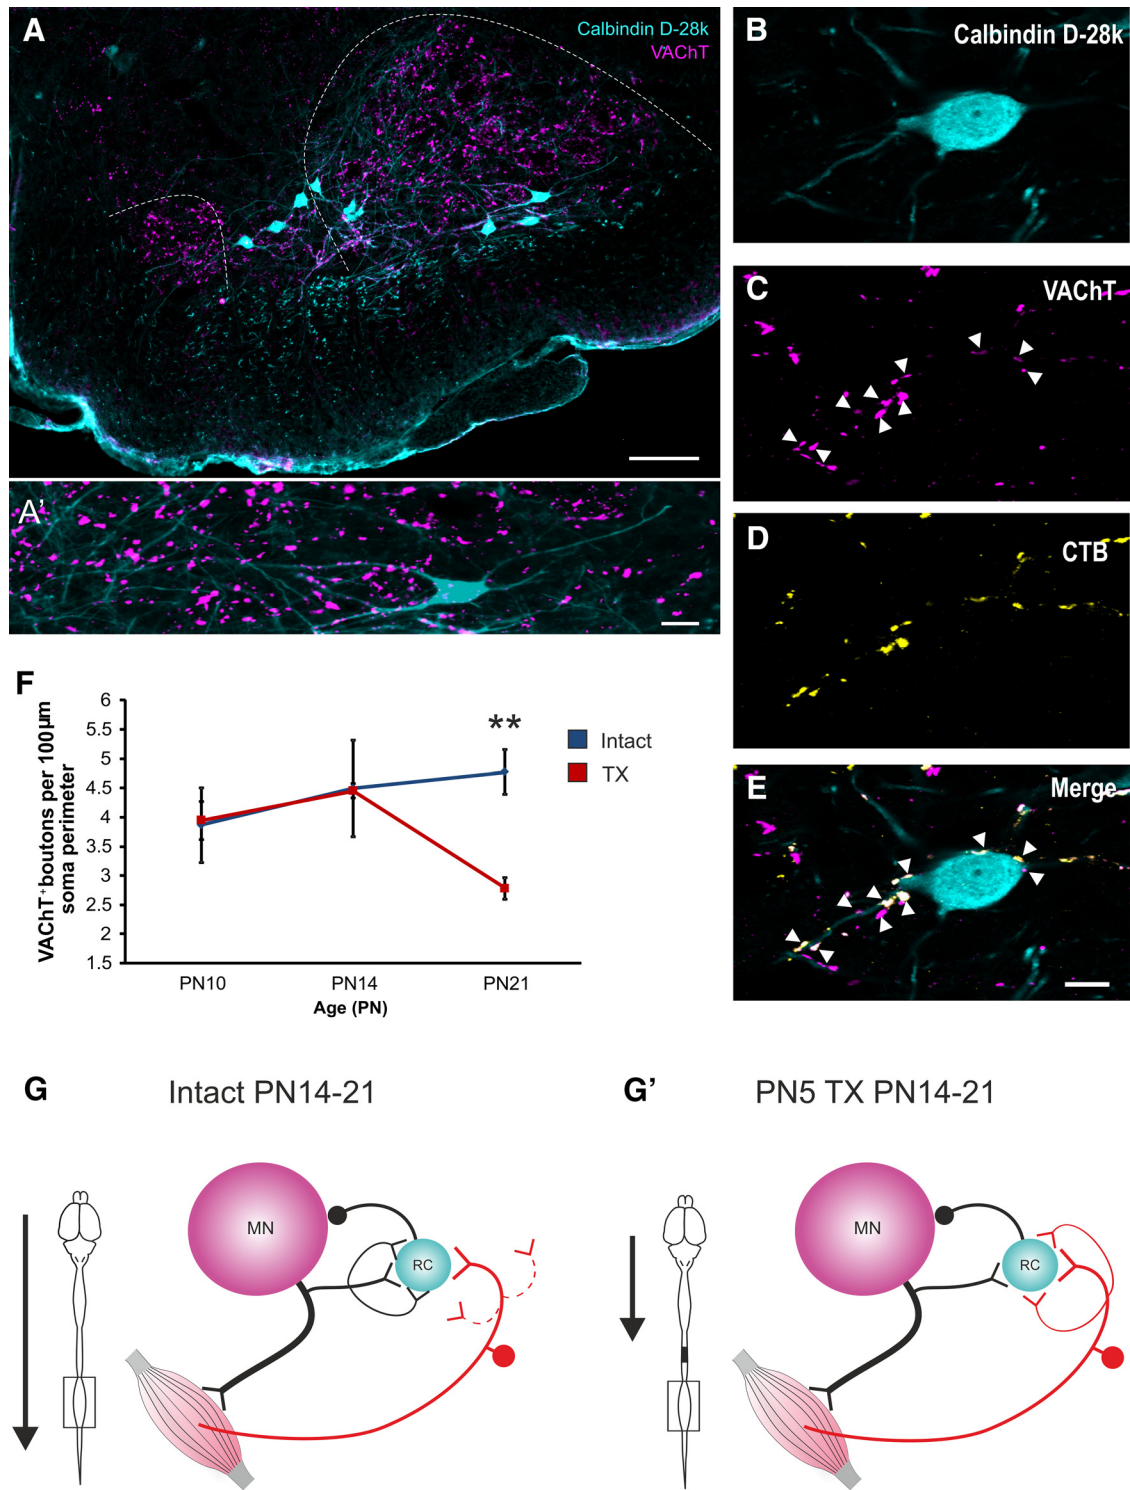 A
Calbindin D-28k
VAChT
A'
B
Calbindin D-28k
C
VAChT
D
CTB
E
Merge
F
VAChT⁺boutons per 100µm
soma perimeter
6
5.5
5
4.5
4
3.5
3
2.5
2
1.5
**
Intact
TX
PN10
PN14
PN21
Age (PN)
G
Intact PN14-21
MN
RC
G’
PN5 TX PN14-21
MN
RC